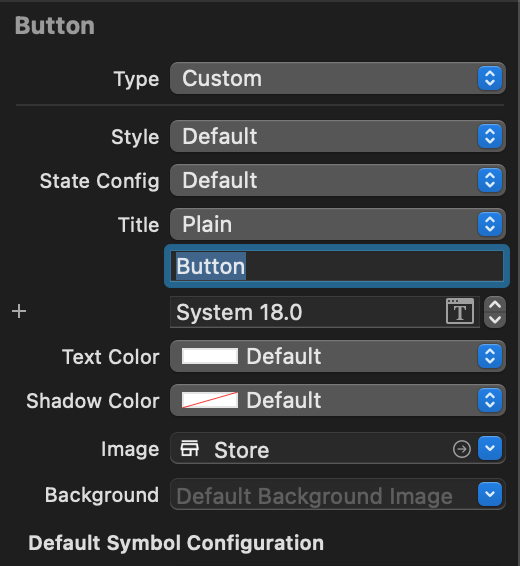 Button
Type Custom
Style Default
State Config Default
Title Plain
Button
+ System 18.0 T
Text Color Default
Shadow Color Default
Image Store
Background Default Background Image
Default Symbol Configuration